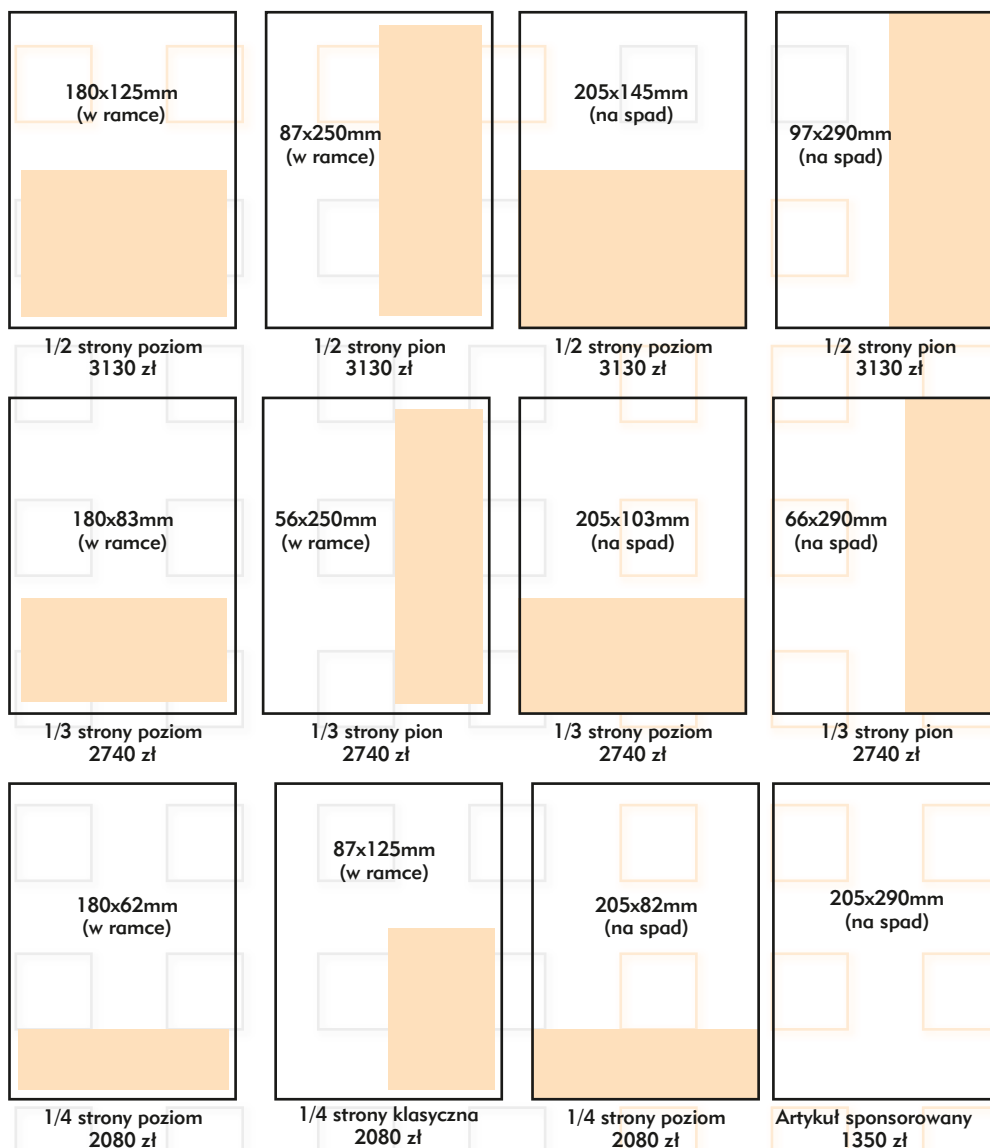 180x125mm
(w ramce)
87x250mm
(w ramce)
205x145mm
(na spad)
97x290mm
(na spad)
1/2 strony poziom
3130 zł
1/2 strony pion
3130 zł
1/2 strony poziom
3130 zł
1/2 strony pion
3130 zł
180x83mm
(w ramce)
56x250mm
(w ramce)
205x103mm
(na spad)
66x290mm
(na spad)
1/3 strony poziom
2740 zł
1/3 strony pion
2740 zł
1/3 strony poziom
2740 zł
1/3 strony pion
2740 zł
180x62mm
(w ramce)
87x125mm
(w ramce)
205x82mm
(na spad)
205x290mm
(na spad)
1/4 strony poziom
2080 zł
1/4 strony klasyczna
2080 zł
1/4 strony poziom
2080 zł
Artykuł sponsorowany
1350 zł